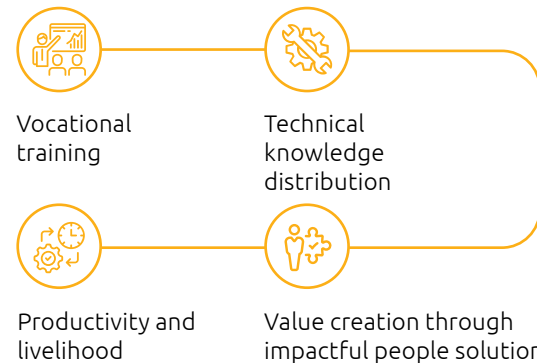 Vocational
training
Technical
knowledge
distribution
Productivity and
livelihood
Value creation through
impactful people solution